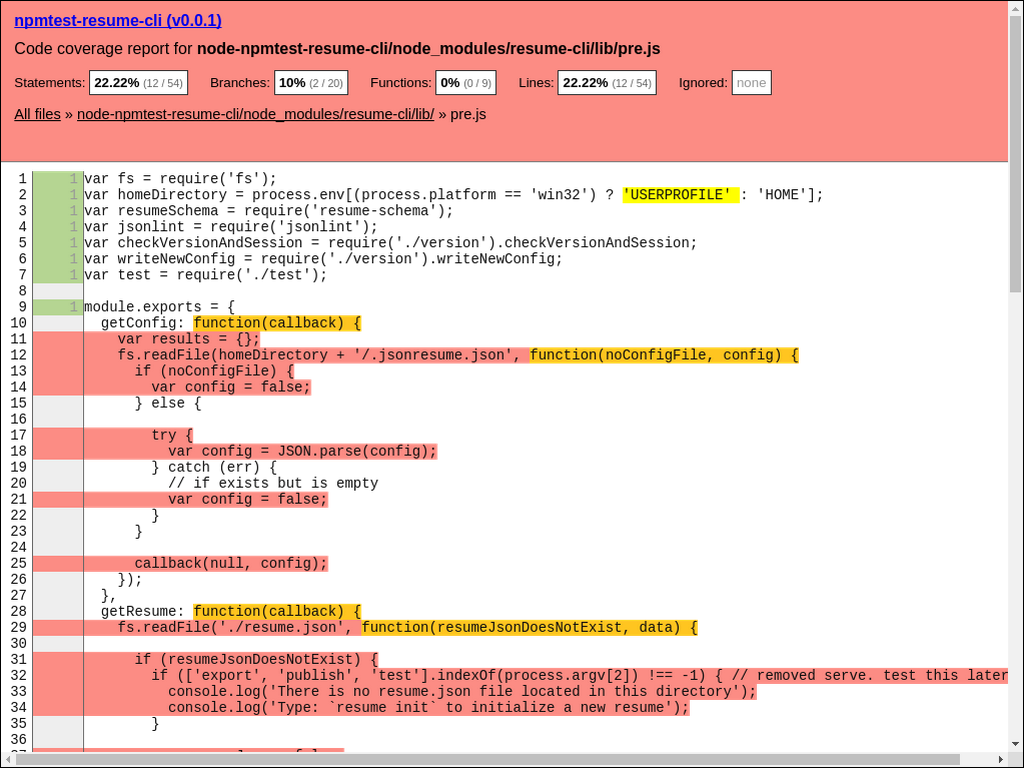 npmtest-resume-cli (v0.0.1)
Code coverage report for node-npmtest-resume-cli/node_modules/resume-cli/lib/pre.js
Statements: 22.22% (12 / 54) Branches: 10% (2 / 20) Functions: 0% (0 / 9) Lines: 22.22% (12 / 54) Ignored: none
All files » node-npmtest-resume-cli/node_modules/resume-cli/lib/ » pre.js
1 1 var fs = require('fs');
2 1 var homeDirectory = process.env[(process.platform == 'win32') ? 'USERPROFILE' : 'HOME'];
3 1 var resumeSchema = require('resume-schema');
4 1 var jsonlint = require('jsonlint');
5 1 var checkVersionAndSession = require('./version').checkVersionAndSession;
6 1 var writeNewConfig = require('./version').writeNewConfig;
7 1 var test = require('./test');
8
9 1 module.exports = {
10 getConfig: function(callback) {
11 var results = {};
12 fs.readFile(homeDirectory + '/.jsonresume.json', function(noConfigFile, config) {
13 if (noConfigFile) {
14 var config = false;
15 } else {
16
17 try {
18 var config = JSON.parse(config);
19 } catch (err) {
20 // if exists but is empty
21 var config = false;
22 }
23 }
24
25 callback(null, config);
26 });
27 },
28 getResume: function(callback) {
29 fs.readFile('./resume.json', function(resumeJsonDoesNotExist, data) {
30
31 if (resumeJsonDoesNotExist) {
32 if (['export', 'publish', 'test'].indexOf(process.argv[2]) !== -1) { // removed serve. test this later
33 console.log('There is no resume.json file located in this directory');
34 console.log('Type: `resume init` to initialize a new resume');
35 }
36